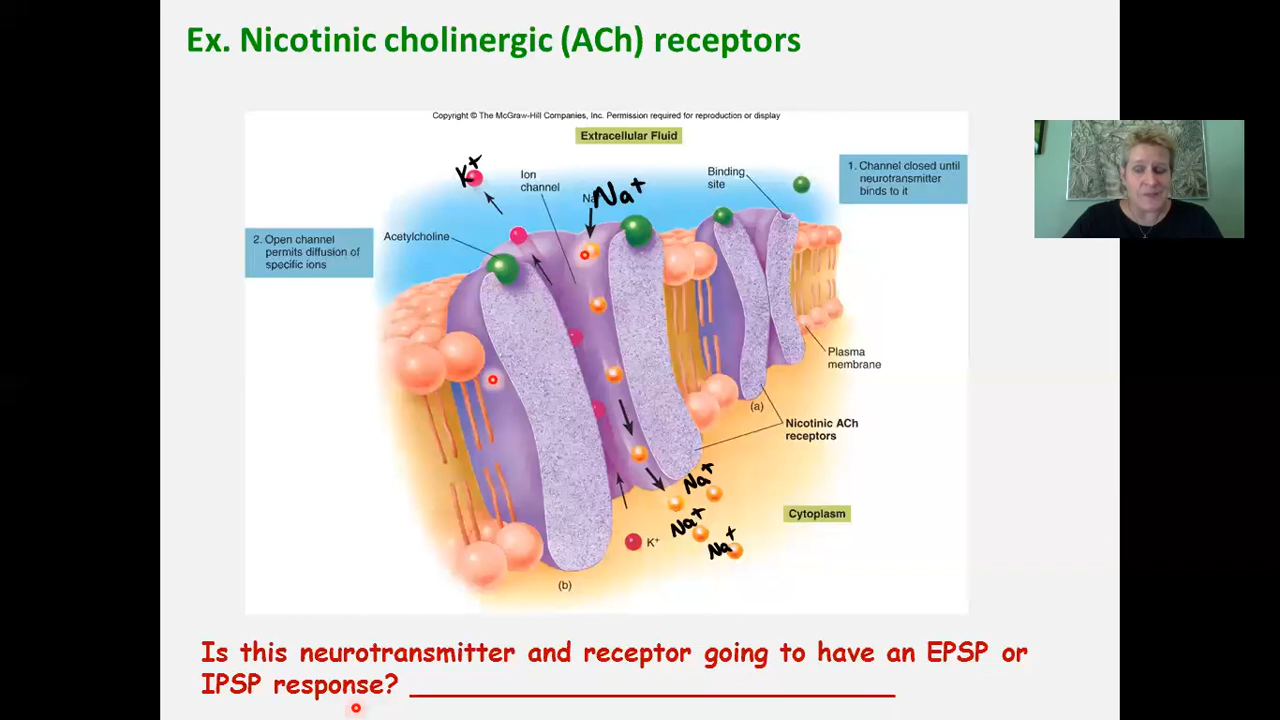 Ex. Nicotinic cholinergic (ACh) receptors
Copyright © The McGraw-Hill Companies, Inc. Permission required for reproduction or display
Extracellular Fluid
K+
Ion
channel
Na+
Binding
site
1. Channel closed until
neurotransmitter
binds to it
Acetylcholine
2. Open channel
permits diffusion of
specific ions
Plasma
membrane
(a)
Nicotinic ACh
receptors
Na+
Na+
Na+
Cytoplasm
K+
(b)
Is this neurotransmitter and receptor going to have an EPSP or
IPSP response?